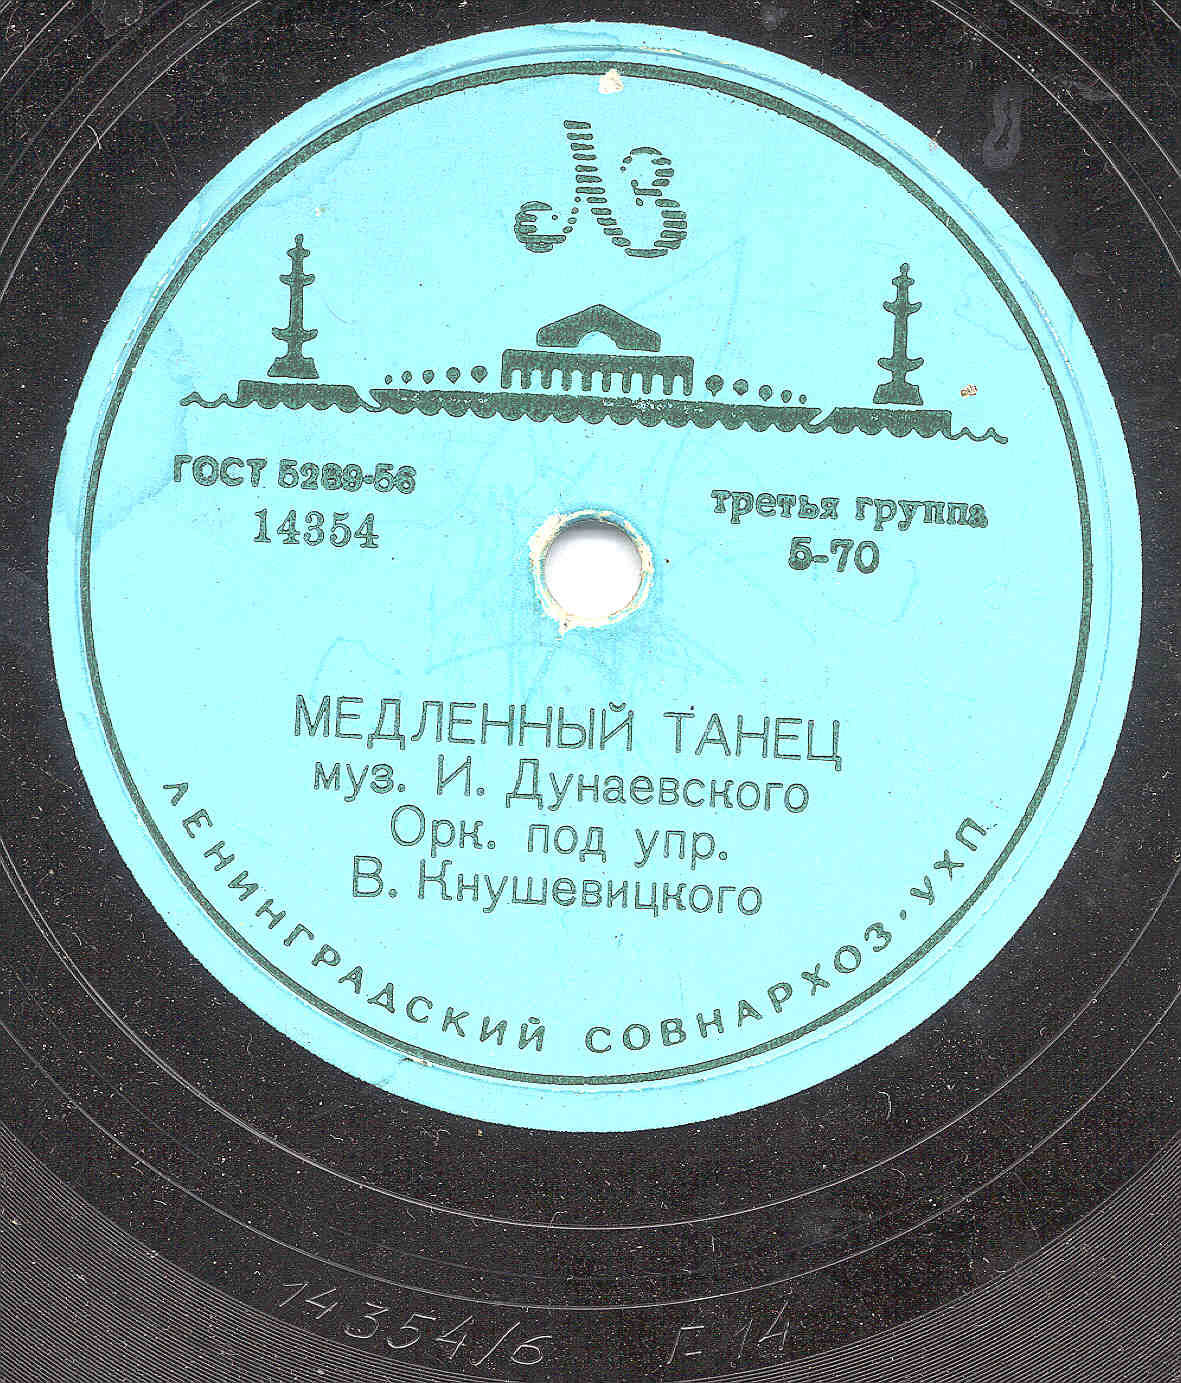 ЛЗ
ГОСТ 5289-56
14354
третья группа
5-70
МЕДЛЕННЫЙ ТАНЕЦ
муз. И. Дунаевского
Орк. под упр.
В. Кнушевицкого
ЛЕНИНГРАДСКИЙ СОВНАРХОЗ · УХП
14354/6 Г-14